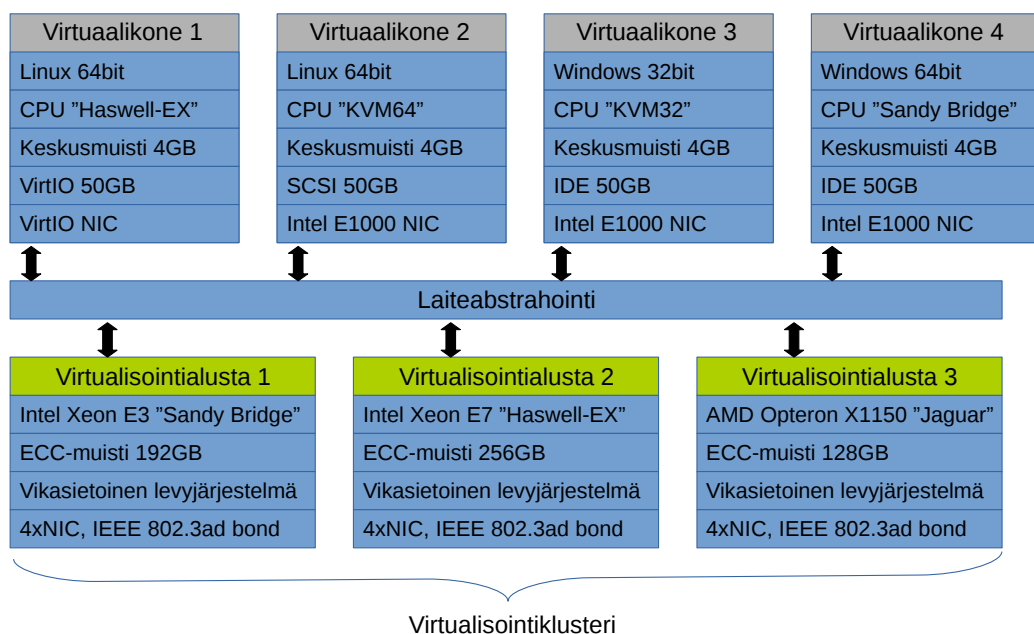 Virtuaalikone 1
Linux 64bit
CPU ”Haswell-EX”
Keskusmuisti 4GB
VirtIO 50GB
VirtIO NIC
Virtuaalikone 2
Linux 64bit
CPU ”KVM64”
Keskusmuisti 4GB
SCSI 50GB
Intel E1000 NIC
Virtuaalikone 3
Windows 32bit
CPU ”KVM32”
Keskusmuisti 4GB
IDE 50GB
Intel E1000 NIC
Virtuaalikone 4
Windows 64bit
CPU ”Sandy Bridge”
Keskusmuisti 4GB
IDE 50GB
Intel E1000 NIC
Laiteabstrahointi
Virtualisointialusta 1
Intel Xeon E3 ”Sandy Bridge”
ECC-muisti 192GB
Vikasietoinen levyjärjestelmä
4xNIC, IEEE 802.3ad bond
Virtualisointialusta 2
Intel Xeon E7 ”Haswell-EX”
ECC-muisti 256GB
Vikasietoinen levyjärjestelmä
4xNIC, IEEE 802.3ad bond
Virtualisointialusta 3
AMD Opteron X1150 ”Jaguar”
ECC-muisti 128GB
Vikasietoinen levyjärjestelmä
4xNIC, IEEE 802.3ad bond
Virtualisointiklusteri